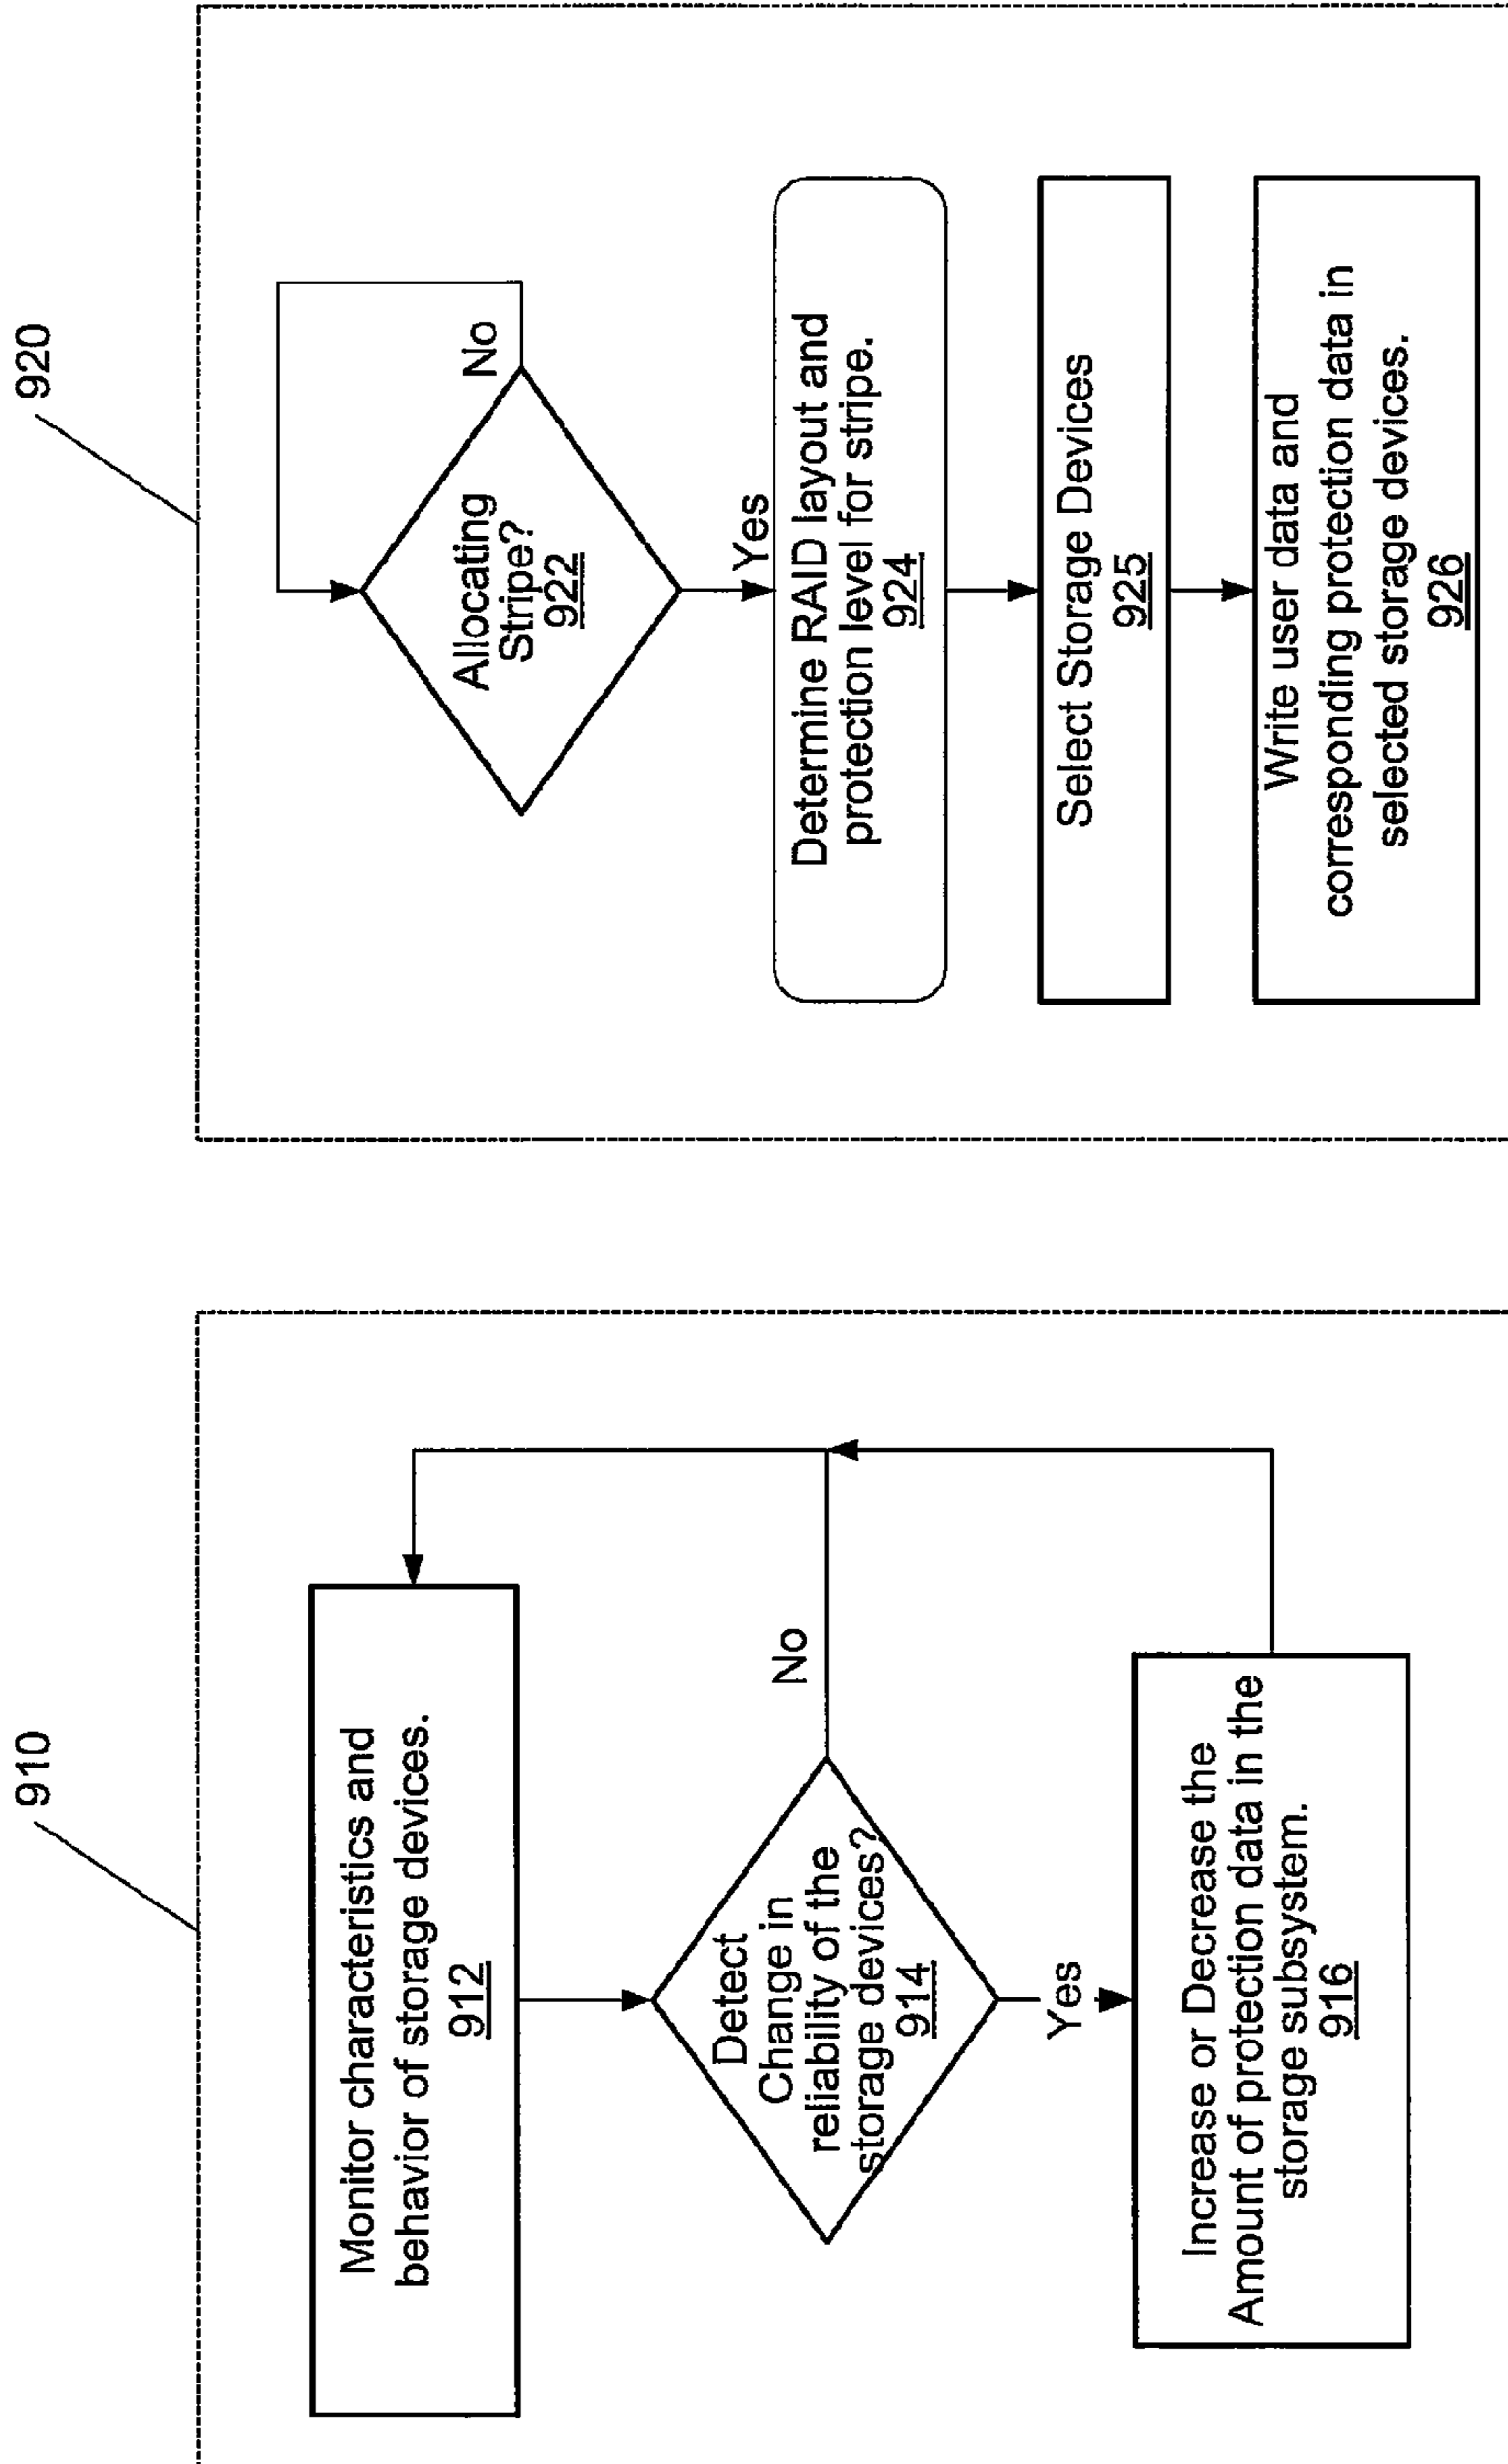 910
Monitor characteristics and
behavior of storage devices.
912
Detect
Change in
reliability of the
storage devices?
914
No
Yes
Increase or Decrease the
Amount of protection data in the
storage subsystem.
916
920
Allocating
Stripe?
922
No
Yes
Determine RAID layout and
protection level for stripe.
924
Select Storage Devices
925
Write user data and
corresponding protection data in
selected storage devices.
926